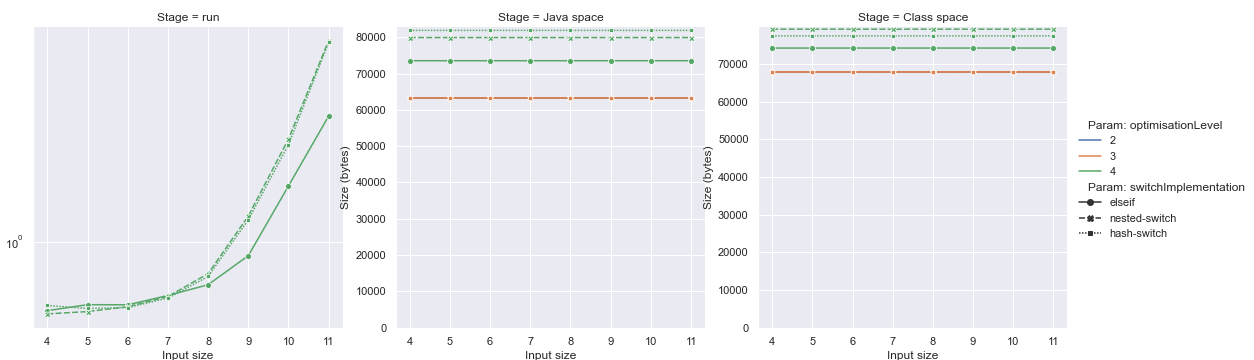 Stage = run
10^0
4 5 6 7 8 9 10 11
Input size
Stage = Java space
Size (bytes)
80000
70000
60000
50000
40000
30000
20000
10000
0
4 5 6 7 8 9 10 11
Input size
Stage = Class space
Size (bytes)
70000
60000
50000
40000
30000
20000
10000
0
4 5 6 7 8 9 10 11
Input size
Param: optimisationLevel
2
3
4
Param: switchImplementation
elseif
nested-switch
hash-switch